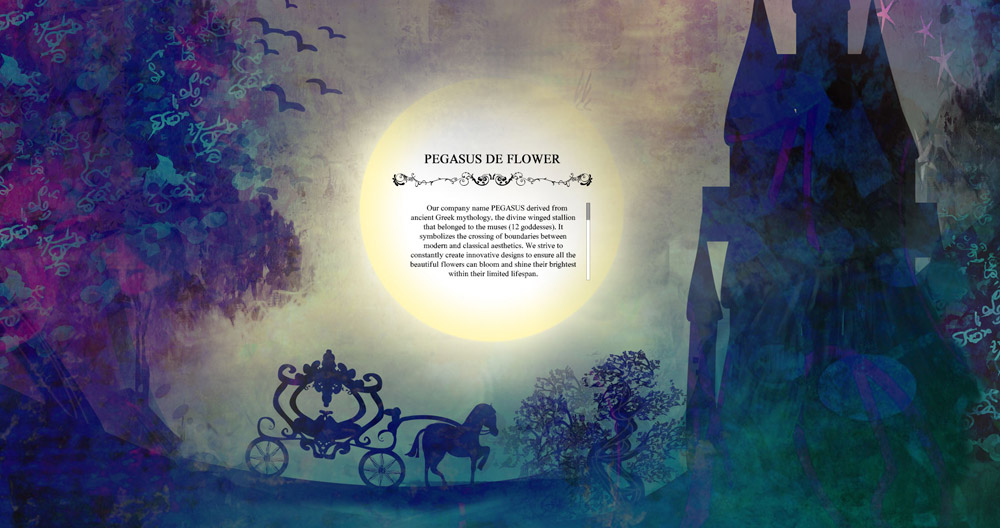 PEGASUS DE FLOWER
Our company name PEGASUS derived from
ancient Greek mythology, the divine winged stallion
that belonged to the muses (12 goddesses). It
symbolizes the crossing of boundaries between
modern and classical aesthetics. We strive to
constantly create innovative designs to ensure all the
beautiful flowers can bloom and shine their brightest
within their limited lifespan.